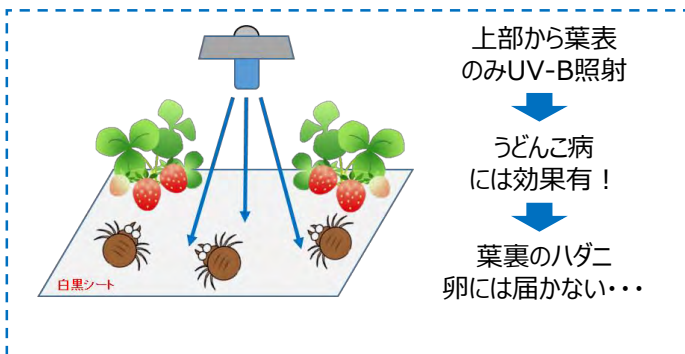 上部から葉表
のみUV-B照射
うどんこ病
には効果有！
葉裏のハダニ
卵には届かない・・・
白黒シート